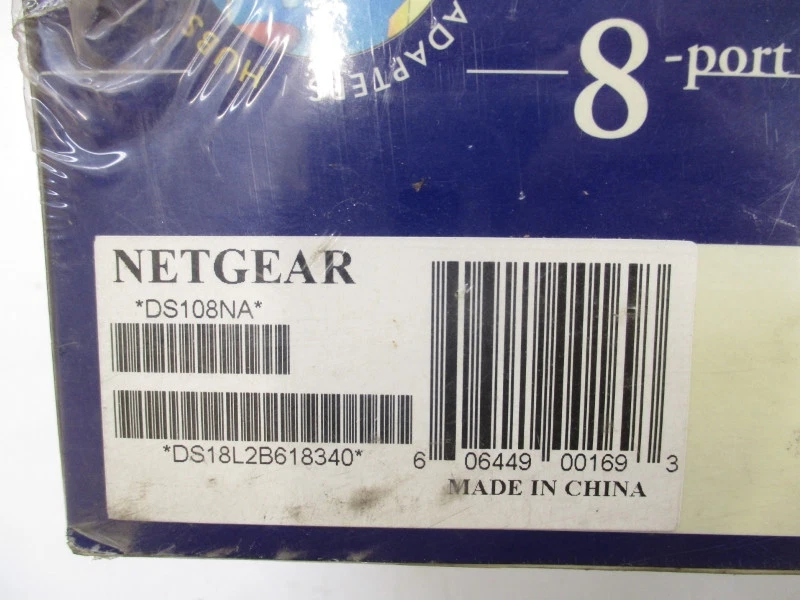 HUBS ADAPTERS
8-port
NETGEAR
*DS108NA*
*DS18L2B618340*
6 06449 00169 3
MADE IN CHINA